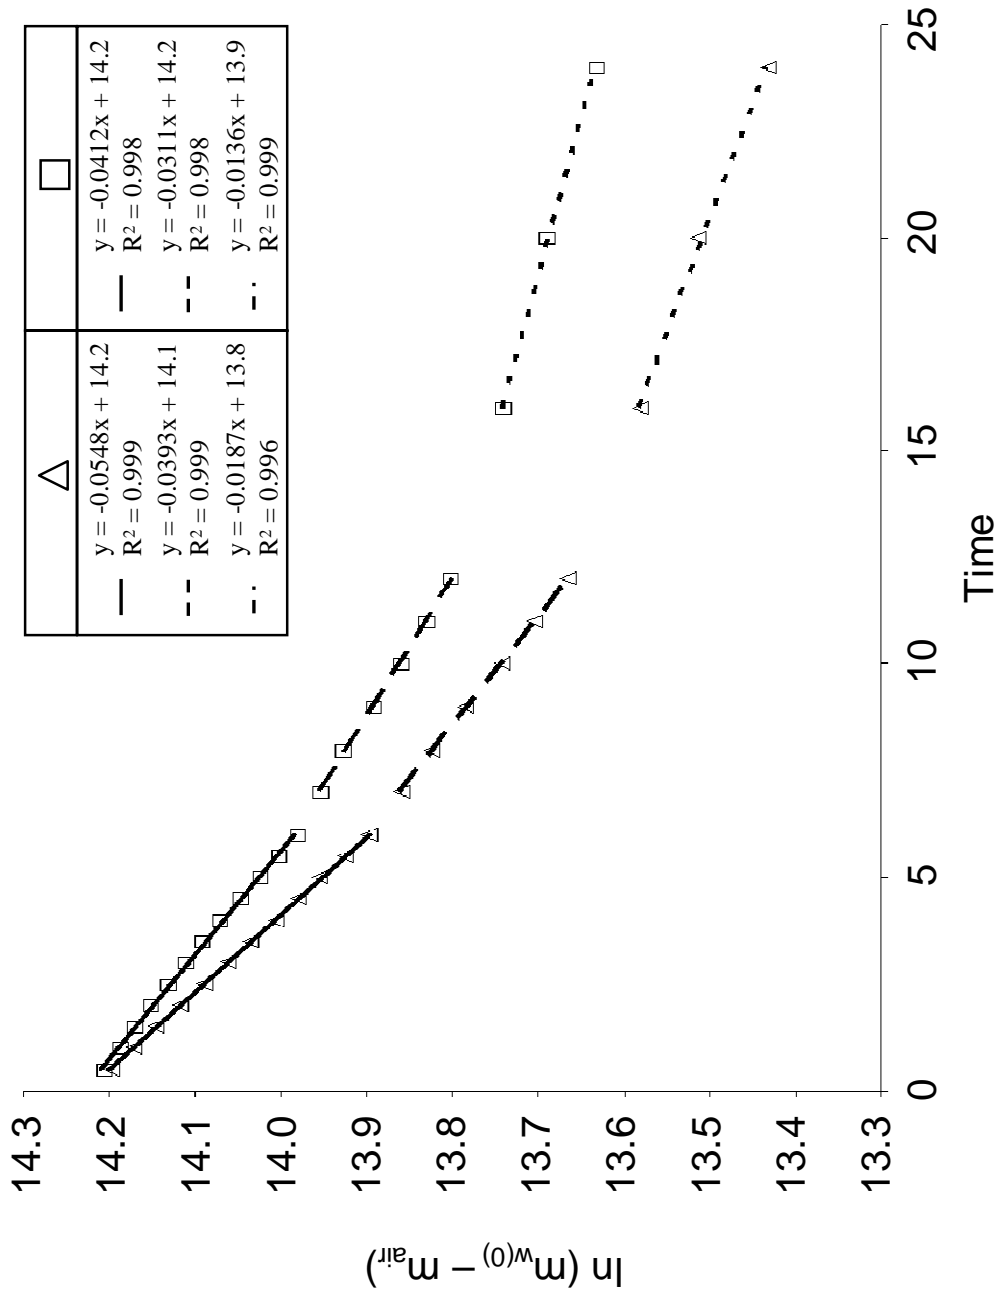 y = -0.0548x + 14.2
R² = 0.999
y = -0.0393x + 14.1
R² = 0.999
y = -0.0187x + 13.8
R² = 0.996
y = -0.0412x + 14.2
R² = 0.998
y = -0.0311x + 14.2
R² = 0.998
y = -0.0136x + 13.9
R² = 0.999
14.3
14.2
14.1
14.0
13.9
13.8
13.7
13.6
13.5
13.4
13.3
0
5
10
15
20
25
Time
ln (m_w(0) – m_air)